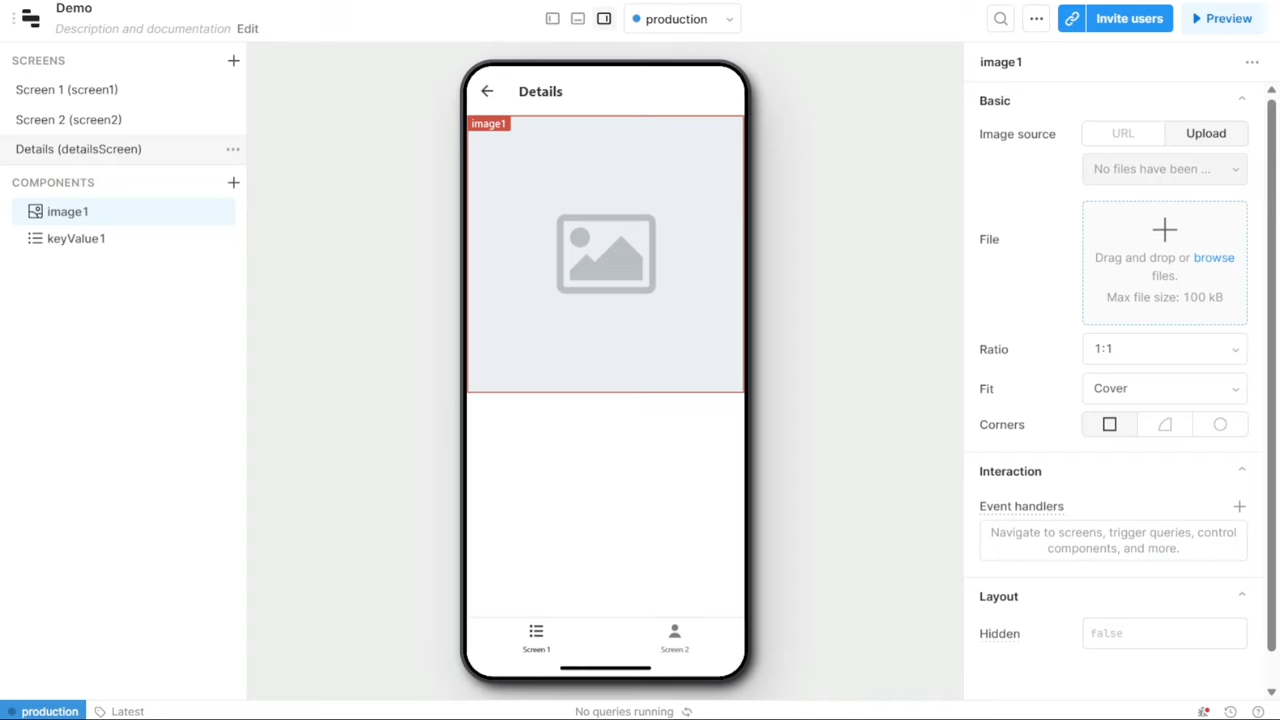 Demo
Description and documentation Edit
production
Invite users
Preview
SCREENS
Screen 1 (screen1)
Screen 2 (screen2)
Details (detailsScreen)
COMPONENTS
image1
keyValue1
Details
image1
Screen 1
Screen 2
image1
Basic
Image source
URL
Upload
No files have been ...
File
Drag and drop or browse
files.
Max file size: 100 kB
Ratio
1:1
Fit
Cover
Corners
Interaction
Event handlers
Navigate to screens, trigger queries, control
components, and more.
Layout
Hidden
false
production
Latest
No queries running